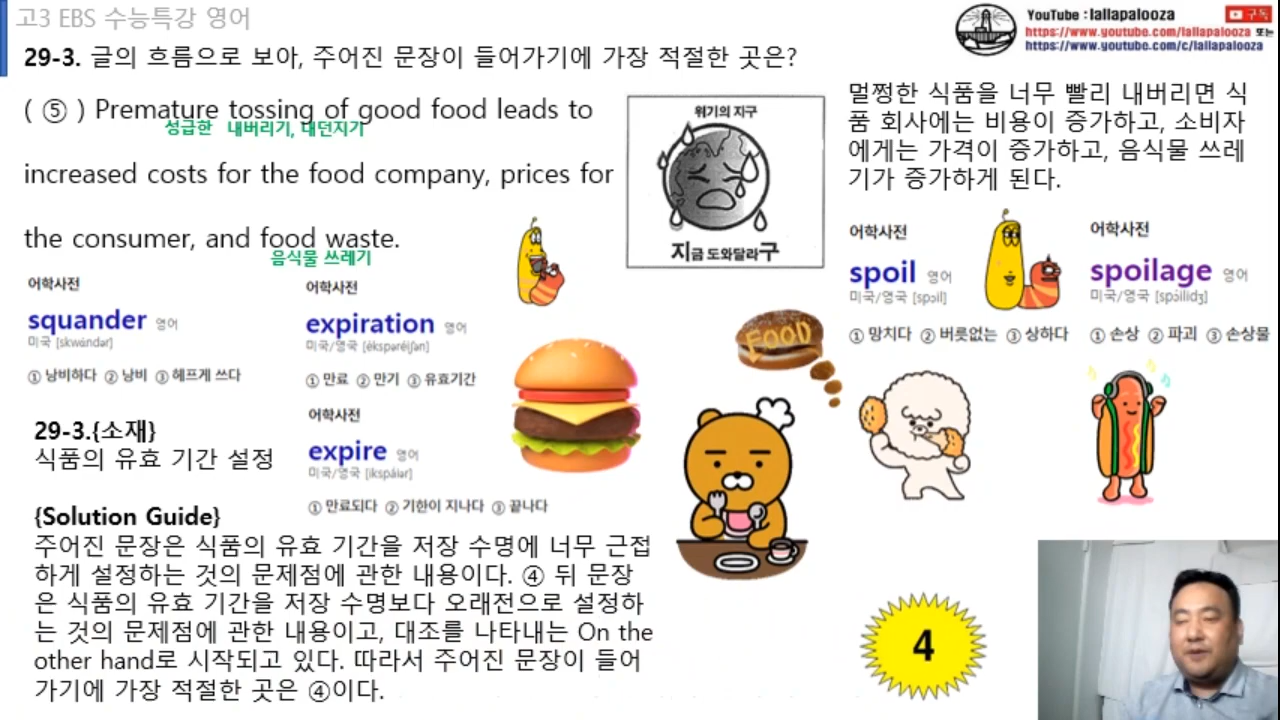 고3 EBS 수능특강 영어
YouTube : lallapalooza
구독
https://www.youtube.com/lallapalooza 또는
https://www.youtube.com/c/lallapalooza
29-3. 글의 흐름으로 보아, 주어진 문장이 들어가기에 가장 적절한 곳은?
( ⑤ ) Premature tossing of good food leads to
성급한 내버리기, 내던지기
increased costs for the food company, prices for
the consumer, and food waste.
음식물 쓰레기
위기의 지구
지금 도와달라구
멀쩡한 식품을 너무 빨리 내버리면 식
품 회사에는 비용이 증가하고, 소비자
에게는 가격이 증가하고, 음식물 쓰레
기가 증가하게 된다.
어학사전
squander 영어
미국 [skwάndər]
① 낭비하다 ② 낭비 ③ 헤프게 쓰다
어학사전
expiration 영어
미국/영국 [èkspəréiʃən]
① 만료 ② 만기 ③ 유효기간
어학사전
expire 영어
미국/영국 [ikspáiər]
① 만료되다 ② 기한이 지나다 ③ 끝나다
어학사전
spoil 영어
미국/영국 [spɔil]
① 망치다 ② 버릇없는 ③ 상하다
어학사전
spoilage 영어
미국/영국 [spɔ́ilidʒ]
① 손상 ② 파괴 ③ 손상물
FOOD
29-3.{소재}
식품의 유효 기간 설정
{Solution Guide}
주어진 문장은 식품의 유효 기간을 저장 수명에 너무 근접
하게 설정하는 것의 문제점에 관한 내용이다. ④ 뒤 문장
은 식품의 유효 기간을 저장 수명보다 오래전으로 설정하
는 것의 문제점에 관한 내용이고, 대조를 나타내는 On the
other hand로 시작되고 있다. 따라서 주어진 문장이 들어
가기에 가장 적절한 곳은 ④이다.
4